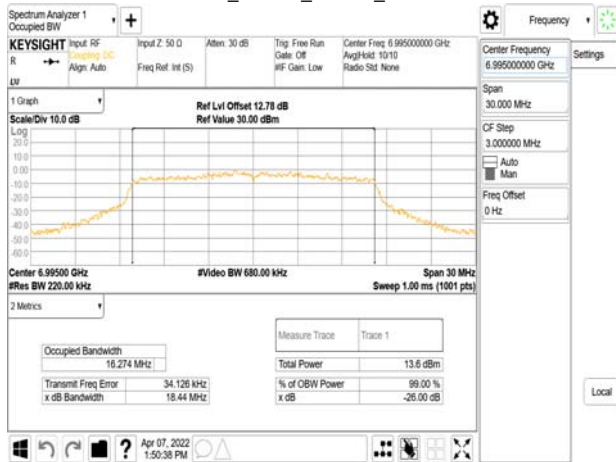 Spectrum Analyzer 1
Occupied BW
+
Frequency
KEYSIGHT
R
LXI
Input: RF
Coupling: DC
Align: Auto
Input Z: 50 Ω
Freq Ref: Int (S)
Atten: 30 dB
Trig: Free Run
Gate: Off
#IF Gain: Low
Center Freq: 6.995000000 GHz
Avg|Hold: 10/10
Radio Std: None
Center Frequency
6.995000000 GHz
Settings
Span
30.000 MHz
CF Step
3.000000 MHz
Auto
Man
Freq Offset
0 Hz
1 Graph
Scale/Div 10.0 dB
Ref Lvl Offset 12.78 dB
Ref Value 30.00 dBm
Log
20.0
10.0
0.00
-10.0
-20.0
-30.0
-40.0
-50.0
-60.0
Center 6.99500 GHz
#Res BW 220.00 kHz
#Video BW 680.00 kHz
Span 30 MHz
Sweep 1.00 ms (1001 pts)
2 Metrics
Measure Trace Trace 1
Occupied Bandwidth
16.274 MHz
Total Power 13.6 dBm
Transmit Freq Error 34.126 kHz
% of OBW Power 99.00 %
x dB Bandwidth 18.44 MHz
x dB -26.00 dB
Local
?
Apr 07, 2022
1:50:38 PM